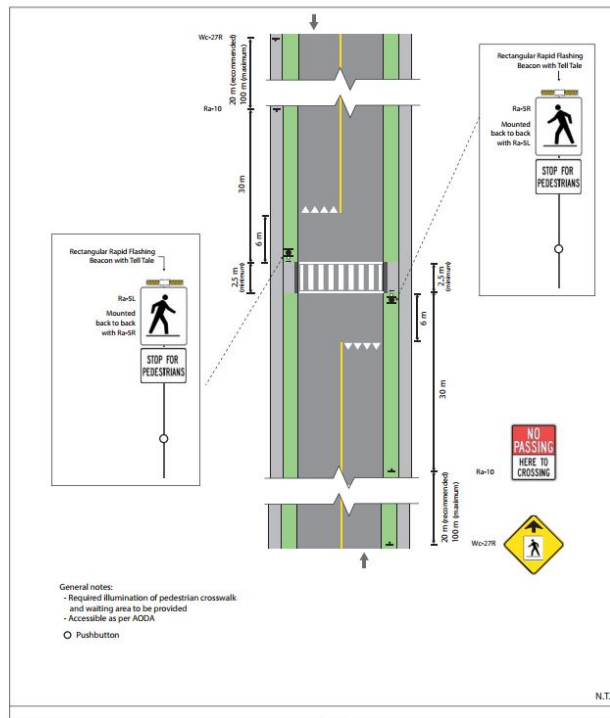 Wc-27R
20 m (recommended)
100 m (maximum)
Ra-10
30 m
6 m
2.5 m
(minimum)
Rectangular Rapid Flashing
Beacon with Tell Tale
Ra-5R
Mounted
back to back
with Ra-5L
STOP FOR
PEDESTRIANS
Rectangular Rapid Flashing
Beacon with Tell Tale
Ra-5L
Mounted
back to back
with Ra-5R
STOP FOR
PEDESTRIANS
2.5 m
(minimum)
6 m
30 m
Ra-10
20 m (recommended)
100 m (maximum)
Wc-27R
NO
PASSING
HERE TO
CROSSING
General notes:
- Required illumination of pedestrian crosswalk
and waiting area to be provided
- Accessible as per AODA
Pushbutton